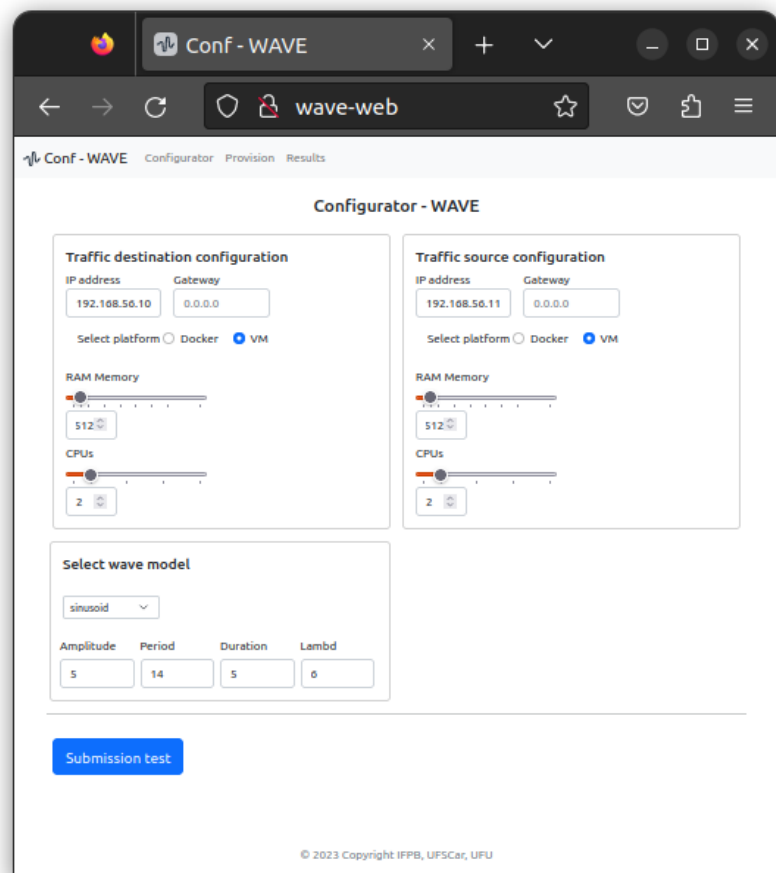 Conf - WAVE
wave-web
Conf - WAVE Configurator Provision Results
Configurator - WAVE
Traffic destination configuration
IP address Gateway
192.168.56.10 0.0.0.0
Select platform Docker VM
RAM Memory
512
CPUs
2
Traffic source configuration
IP address Gateway
192.168.56.11 0.0.0.0
Select platform Docker VM
RAM Memory
512
CPUs
2
Select wave model
sinusoid
Amplitude Period Duration Lambd
5 14 5 6
Submission test
© 2023 Copyright IFPB, UFSCar, UFU